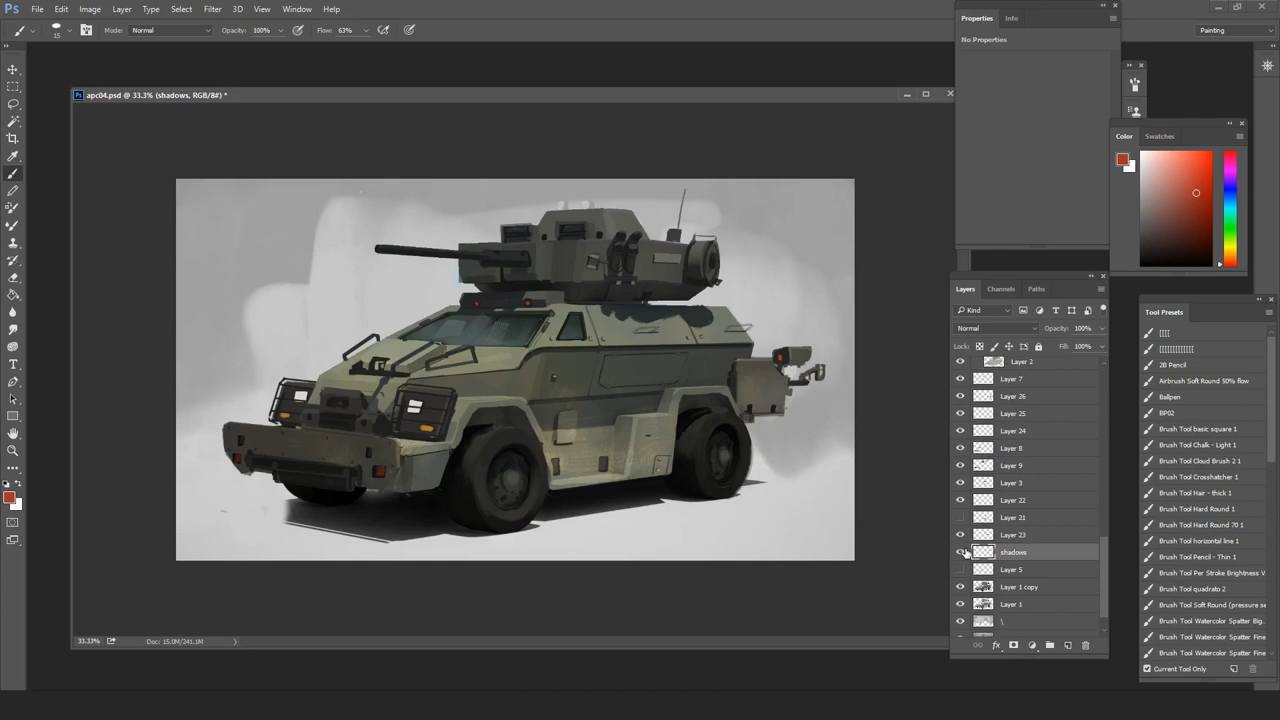 Ps File Edit Image Layer Type Select Filter 3D View Window Help
15 Mode: Normal Opacity: 100% Flow: 63% Painting
apc04.psd @ 33.3% (shadows, RGB/8#) *
Properties Info
No Properties
Color Swatches
Layers Channels Paths
Kind
Normal Opacity: 100%
Lock: Fill: 100%
Layer 2
Layer 7
Layer 26
Layer 25
Layer 24
Layer 8
Layer 9
Layer 3
Layer 22
Layer 21
Layer 23
shadows
Layer 5
Layer 1 copy
Layer 1
\
fx
Tool Presets
[[[[
[[[[[[[[[[[[[
2B Pencil
Airbrush Soft Round 50% flow
Ballpen
BP02
Brush Tool basic square 1
Brush Tool Chalk - Light 1
Brush Tool Cloud Brush 2 1
Brush Tool Crosshatcher 1
Brush Tool Hair - thick 1
Brush Tool Hard Round 1
Brush Tool Hard Round 70 1
Brush Tool horizontal line 1
Brush Tool Pencil - Thin 1
Brush Tool Per Stroke Brightness V
Brush Tool quadrato 2
Brush Tool Soft Round (pressure se
Brush Tool Watercolor Spatter Big...
Brush Tool Watercolor Spatter Fine
Brush Tool Watercolor Spatter Fine
Current Tool Only
33.33% Doc: 15.0M/241.1M